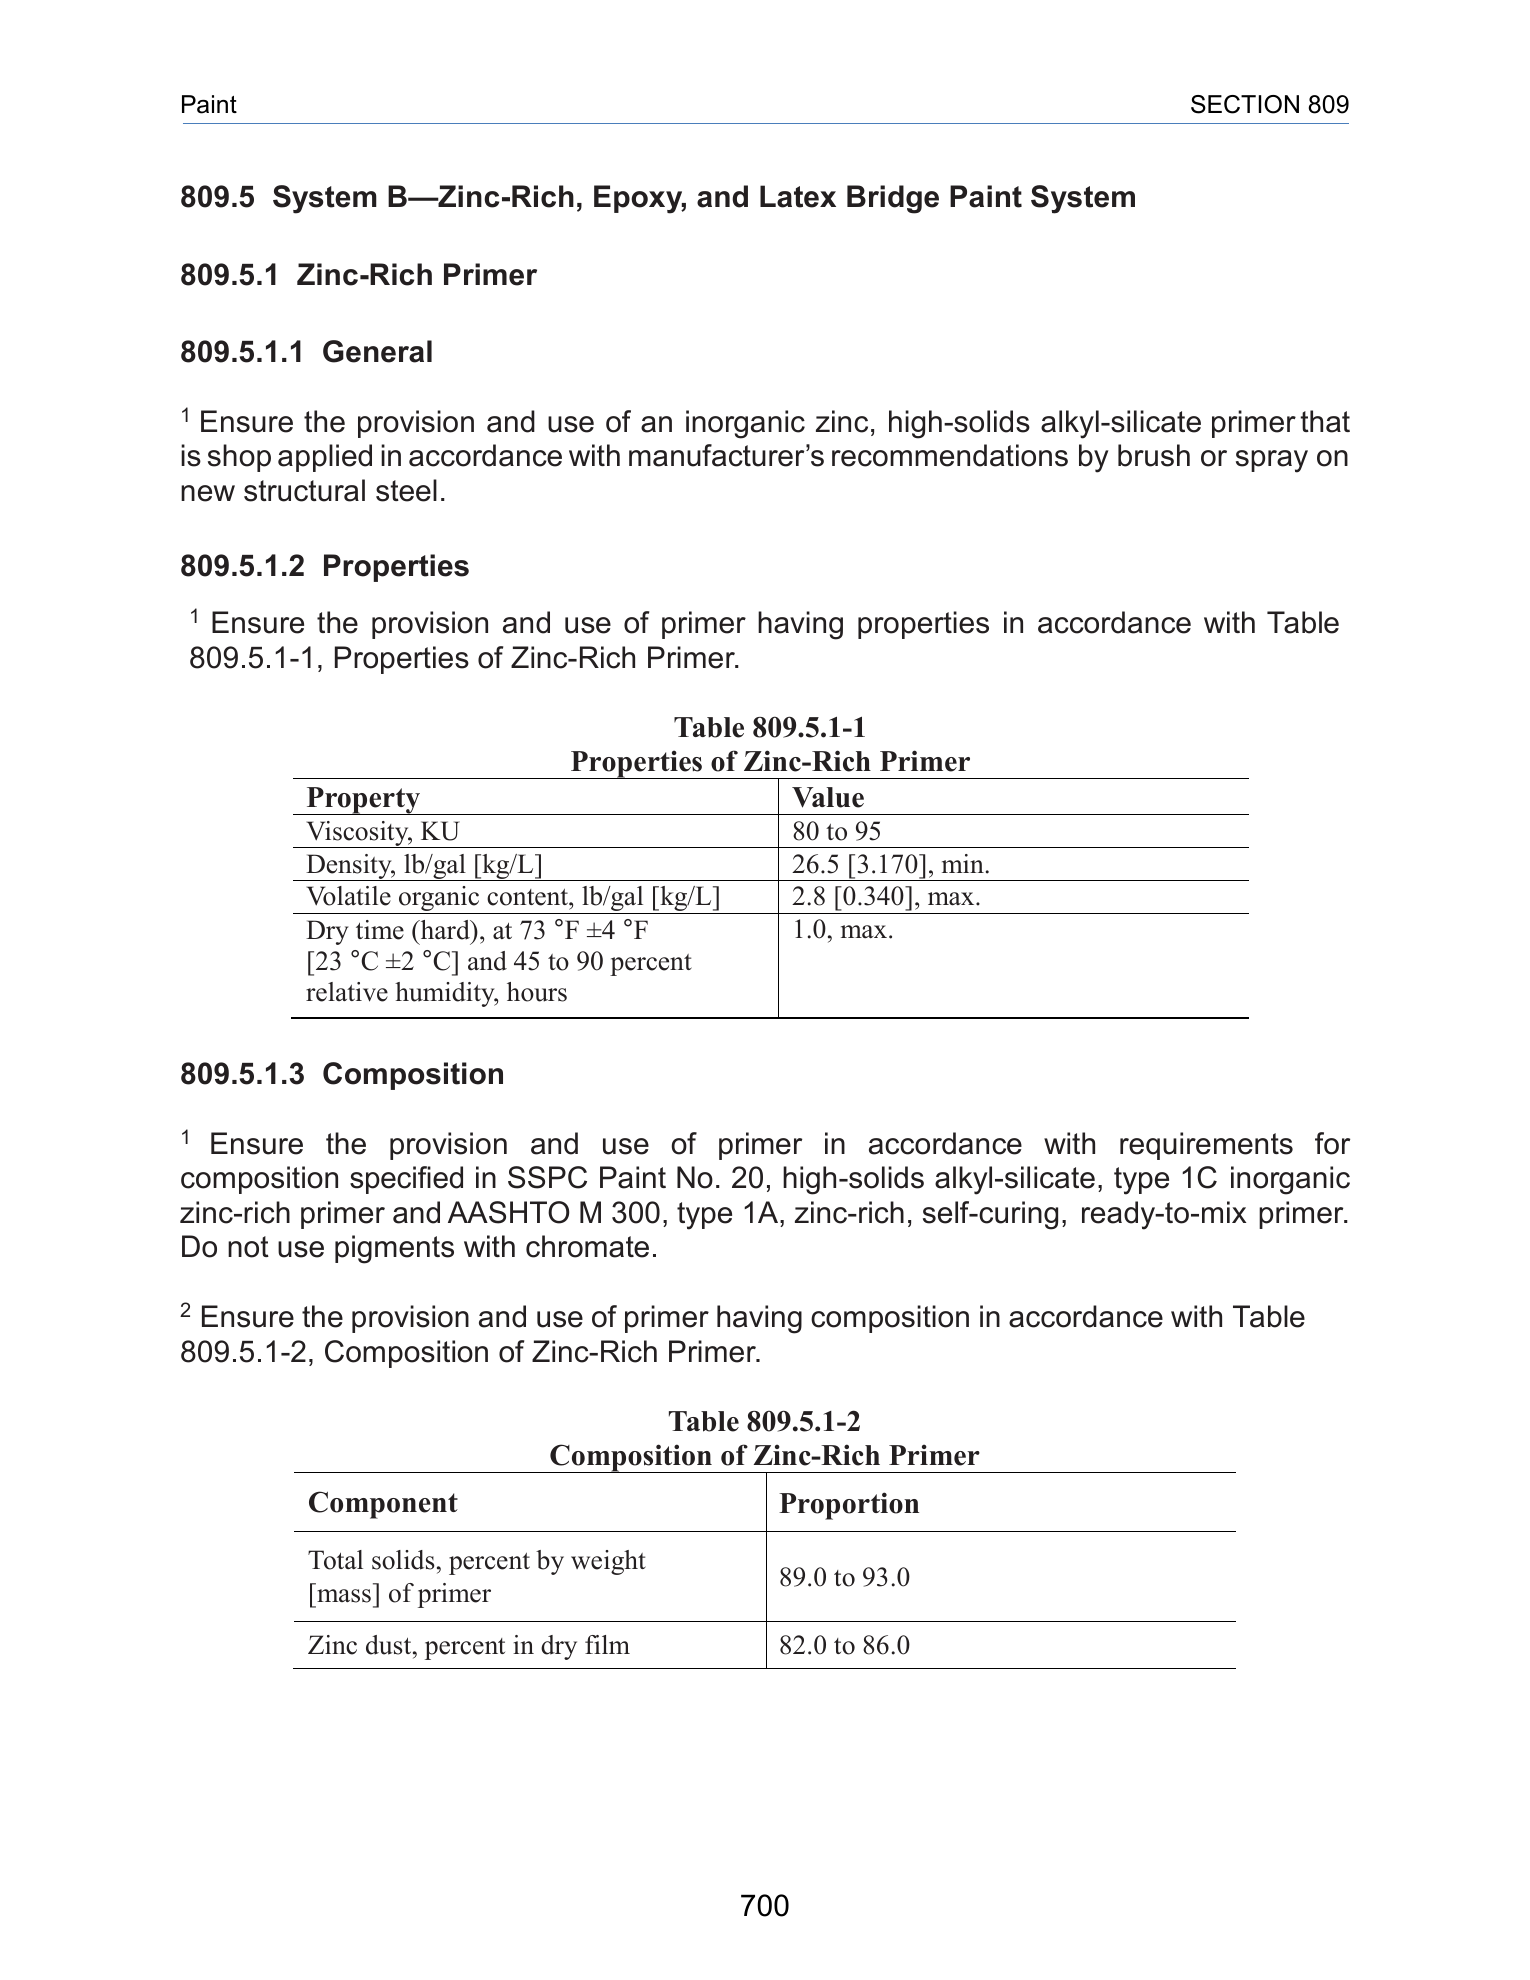 Paint SECTION 809
809.5 System B—Zinc-Rich, Epoxy, and Latex Bridge Paint System
809.5.1 Zinc-Rich Primer
809.5.1.1 General
1 Ensure the provision and use of an inorganic zinc, high-solids alkyl-silicate primer that
is shop applied in accordance with manufacturer’s recommendations by brush or spray on
new structural steel.
809.5.1.2 Properties
1 Ensure the provision and use of primer having properties in accordance with Table
809.5.1-1, Properties of Zinc-Rich Primer.
Table 809.5.1-1
Properties of Zinc-Rich Primer
Property Value
Viscosity, KU 80 to 95
Density, lb/gal [kg/L] 26.5 [3.170], min.
Volatile organic content, lb/gal [kg/L] 2.8 [0.340], max.
Dry time (hard), at 73 °F ±4 °F 1.0, max.
[23 °C ±2 °C] and 45 to 90 percent
relative humidity, hours
809.5.1.3 Composition
1 Ensure the provision and use of primer in accordance with requirements for
composition specified in SSPC Paint No. 20, high-solids alkyl-silicate, type 1C inorganic
zinc-rich primer and AASHTO M 300, type 1A, zinc-rich, self-curing, ready-to-mix primer.
Do not use pigments with chromate.
2 Ensure the provision and use of primer having composition in accordance with Table
809.5.1-2, Composition of Zinc-Rich Primer.
Table 809.5.1-2
Composition of Zinc-Rich Primer
Component Proportion
Total solids, percent by weight
[mass] of primer 89.0 to 93.0
Zinc dust, percent in dry film 82.0 to 86.0
700